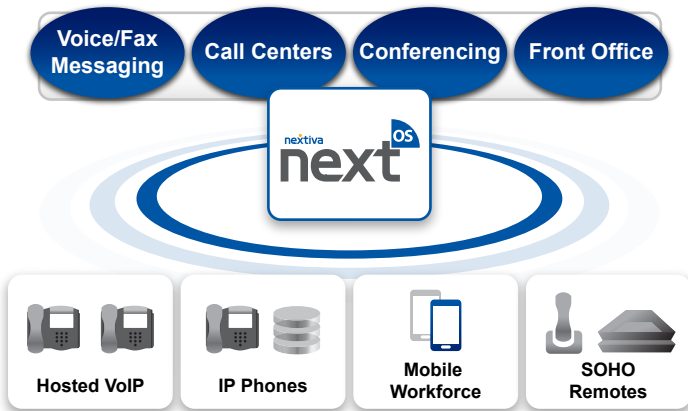 Voice/Fax
Messaging
Call Centers
Conferencing
Front Office
nextiva
next OS
Hosted VoIP
IP Phones
Mobile
Workforce
SOHO
Remotes